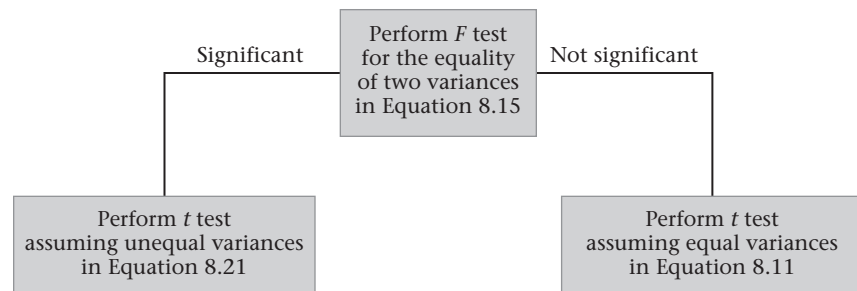 Perform F test
for the equality
of two variances
in Equation 8.15
Significant
Not significant
Perform t test
assuming unequal variances
in Equation 8.21
Perform t test
assuming equal variances
in Equation 8.11